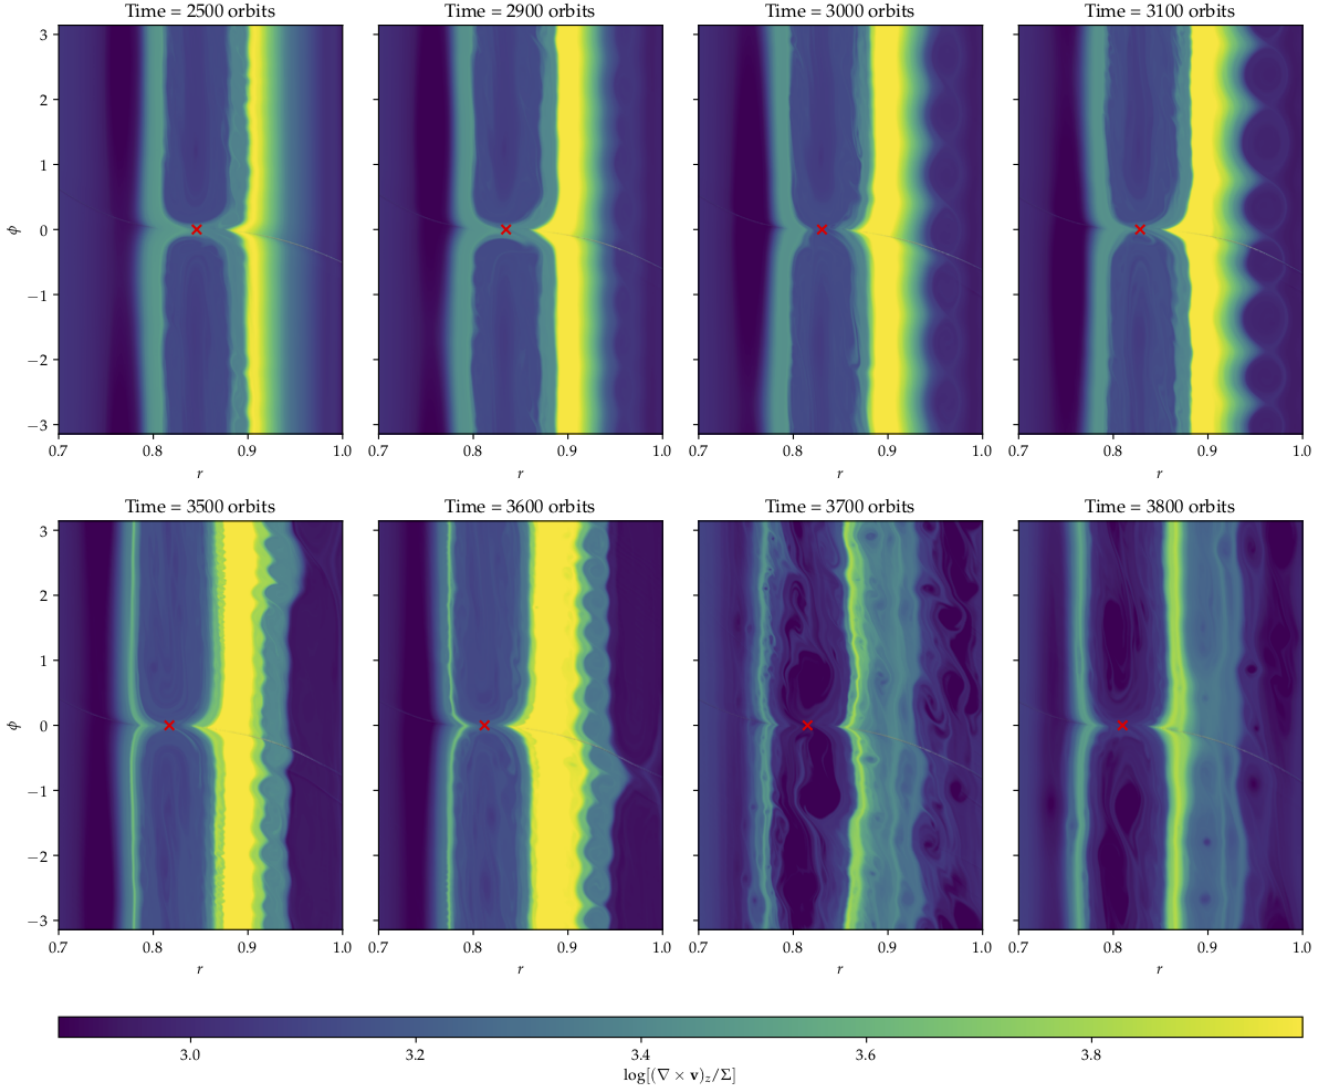 Time = 2500 orbits Time = 2900 orbits Time = 3000 orbits Time = 3100 orbits
3
2
1
0
−1
−2
−3
ϕ
0.7 0.8 0.9 1.0 0.7 0.8 0.9 1.0 0.7 0.8 0.9 1.0 0.7 0.8 0.9 1.0
r r r r
Time = 3500 orbits Time = 3600 orbits Time = 3700 orbits Time = 3800 orbits
3
2
1
0
−1
−2
−3
ϕ
0.7 0.8 0.9 1.0 0.7 0.8 0.9 1.0 0.7 0.8 0.9 1.0 0.7 0.8 0.9 1.0
r r r r
3.0 3.2 3.4 3.6 3.8
log[(∇ × v)z/Σ]